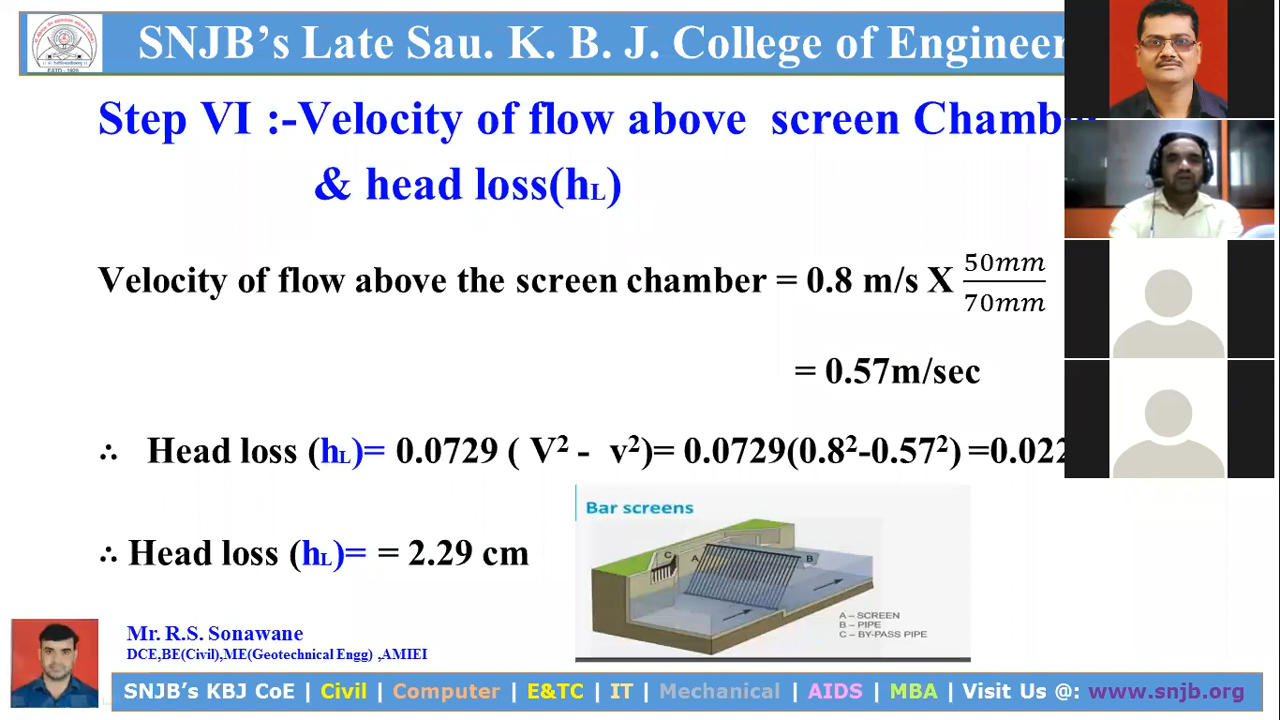 SNJB's Late Sau K. B. J. College of Engineer
Step VI :-Velocity of flow above screen Chamber
& head loss(hL)
Velocity of flow above the screen chamber = 0.8 m/s X 50mm/70mm
= 0.57m/sec
∴ Head loss (hL)= 0.0729 ( V² - v²)= 0.0729(0.8²-0.57²) =0.022
∴ Head loss (hL)= = 2.29 cm
Bar screens
C A B
A – SCREEN
B – PIPE
C – BY-PASS PIPE
Mr. R.S. Sonawane
DCE,BE(Civil),ME(Geotechnical Engg) ,AMIEI
SNJB's KBJ CoE | Civil | Computer | E&TC | IT | Mechanical | AIDS | MBA | Visit Us @: www.snjb.org